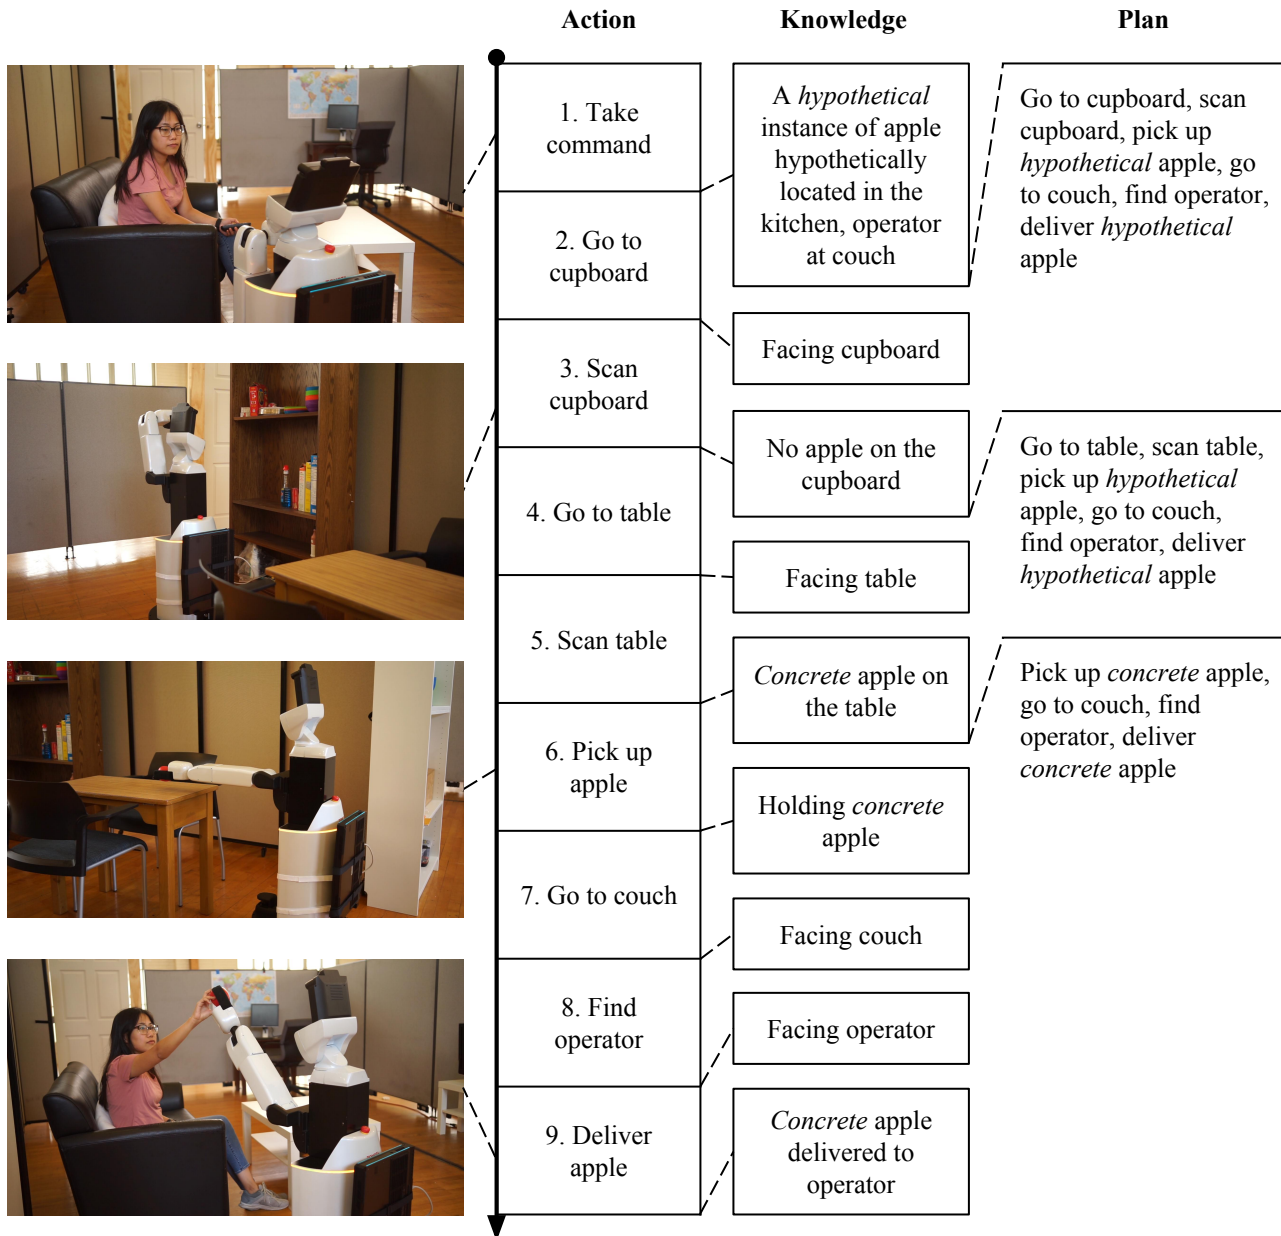 Action
Knowledge
Plan
1. Take
command
2. Go to
cupboard
3. Scan
cupboard
4. Go to table
5. Scan table
6. Pick up
apple
7. Go to couch
8. Find
operator
9. Deliver
apple
A hypothetical
instance of apple
hypothetically
located in the
kitchen, operator
at couch
Facing cupboard
No apple on the
cupboard
Facing table
Concrete apple on
the table
Holding concrete
apple
Facing couch
Facing operator
Concrete apple
delivered to
operator
Go to cupboard, scan
cupboard, pick up
hypothetical apple, go
to couch, find operator,
deliver hypothetical
apple
Go to table, scan table,
pick up hypothetical
apple, go to couch,
find operator, deliver
hypothetical apple
Pick up concrete apple,
go to couch, find
operator, deliver
concrete apple